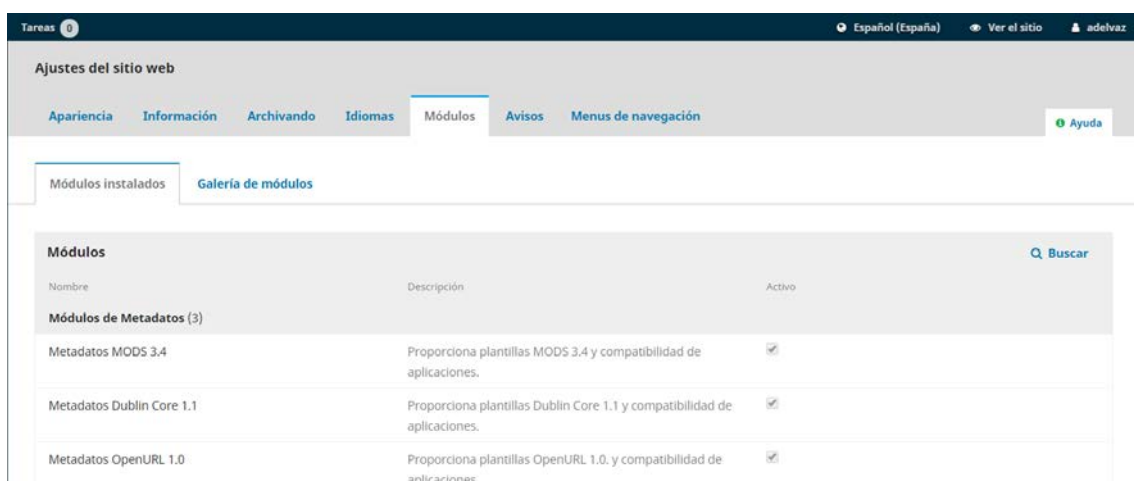 Tareas 0 Español (España) Ver el sitio adelvaz
Ajustes del sitio web
Apariencia Información Archivando Idiomas Módulos Avisos Menus de navegación Ayuda
Módulos instalados Galería de módulos
Módulos Buscar
Nombre Descripción Activo
Módulos de Metadatos (3)
Metadatos MODS 3.4 Proporciona plantillas MODS 3.4 y compatibilidad de
aplicaciones.
Metadatos Dublin Core 1.1 Proporciona plantillas Dublin Core 1.1 y compatibilidad de
aplicaciones.
Metadatos OpenURL 1.0 Proporciona plantillas OpenURL 1.0. y compatibilidad de
aplicaciones